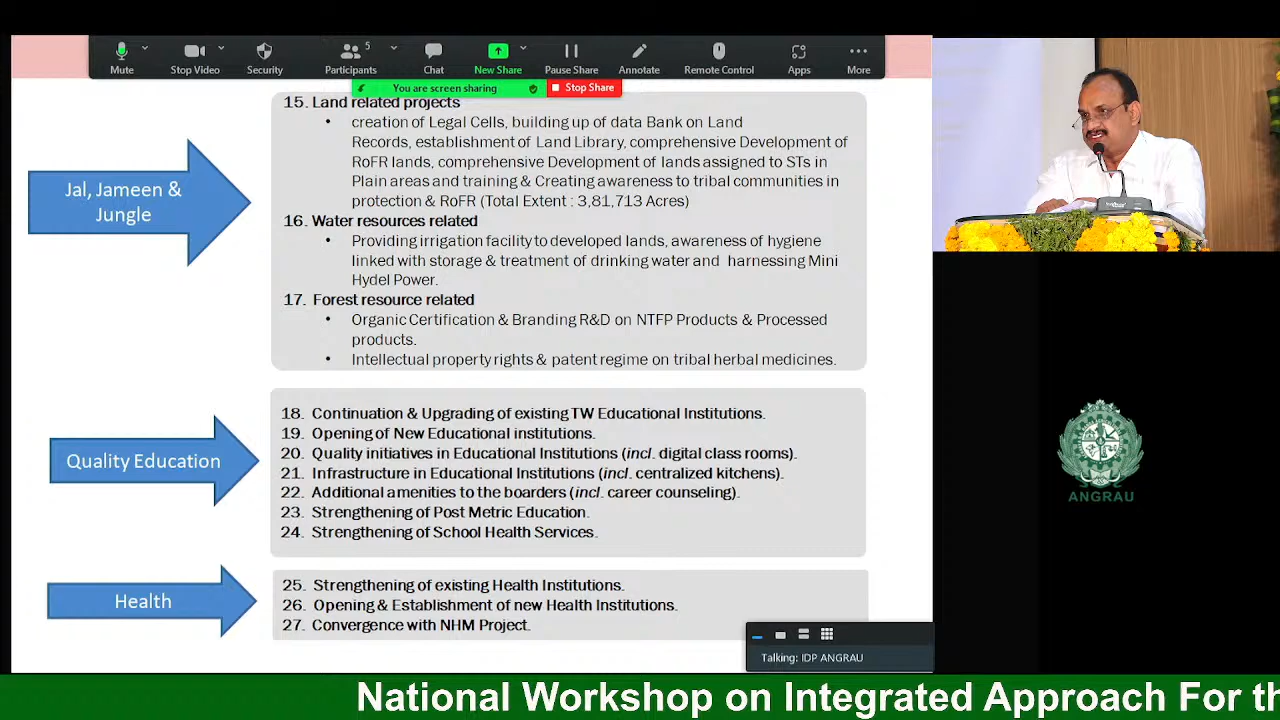 Mute
Stop Video
Security
Participants
5
Chat
New Share
Pause Share
Annotate
Remote Control
Apps
More
You are screen sharing
Stop Share
Jal, Jameen &
Jungle
15. Land related projects
• creation of Legal Cells, building up of data Bank on Land
Records, establishment of Land Library, comprehensive Development of
RoFR lands, comprehensive Development of lands assigned to STs in
Plain areas and training & Creating awareness to tribal communities in
protection & RoFR (Total Extent : 3,81,713 Acres)
16. Water resources related
• Providing irrigation facility to developed lands, awareness of hygiene
linked with storage & treatment of drinking water and harnessing Mini
Hydel Power.
17. Forest resource related
• Organic Certification & Branding R&D on NTFP Products & Processed
products.
• Intellectual property rights & patent regime on tribal herbal medicines.
Quality Education
18. Continuation & Upgrading of existing TW Educational Institutions.
19. Opening of New Educational institutions.
20. Quality initiatives in Educational Institutions (incl. digital class rooms).
21. Infrastructure in Educational Institutions (incl. centralized kitchens).
22. Additional amenities to the boarders (incl. career counseling).
23. Strengthening of Post Metric Education.
24. Strengthening of School Health Services.
Health
25. Strengthening of existing Health Institutions.
26. Opening & Establishment of new Health Institutions.
27. Convergence with NHM Project.
Talking: IDP ANGRAU
ANGRAU
National Workshop on Integrated Approach For th